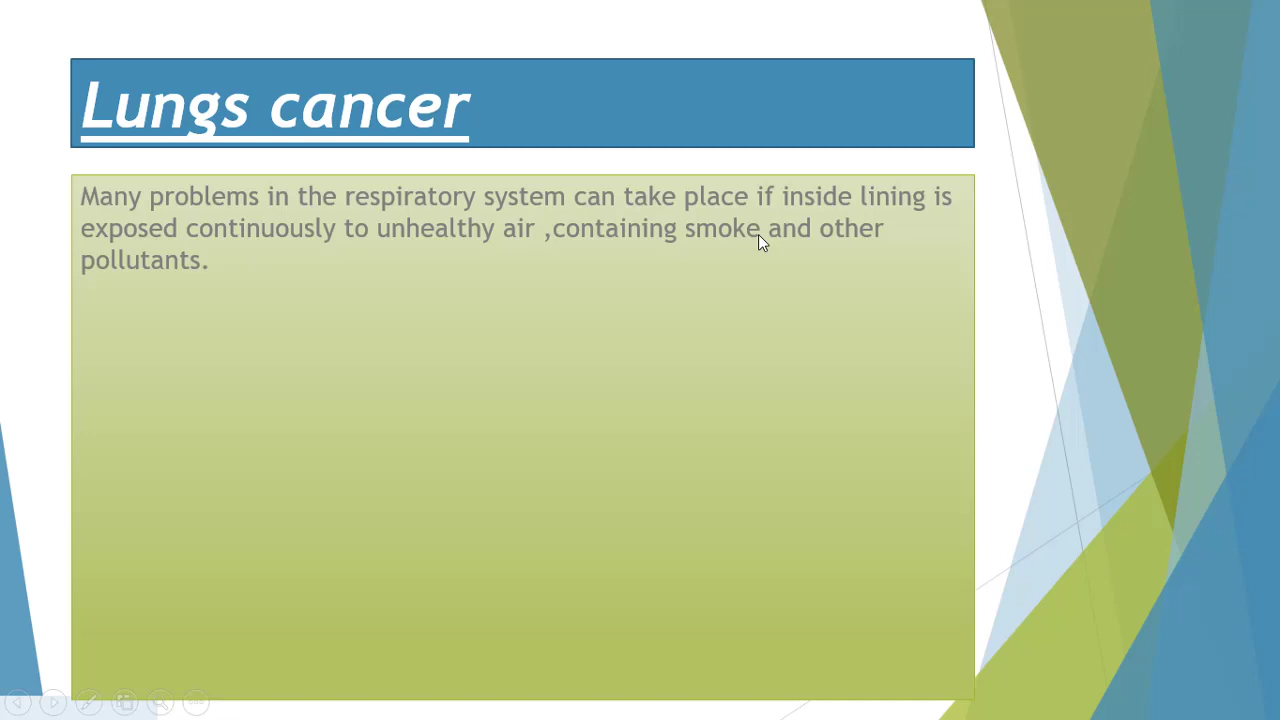 Lungs cancer
Many problems in the respiratory system can take place if inside lining is
exposed continuously to unhealthy air ,containing smoke and other
pollutants.